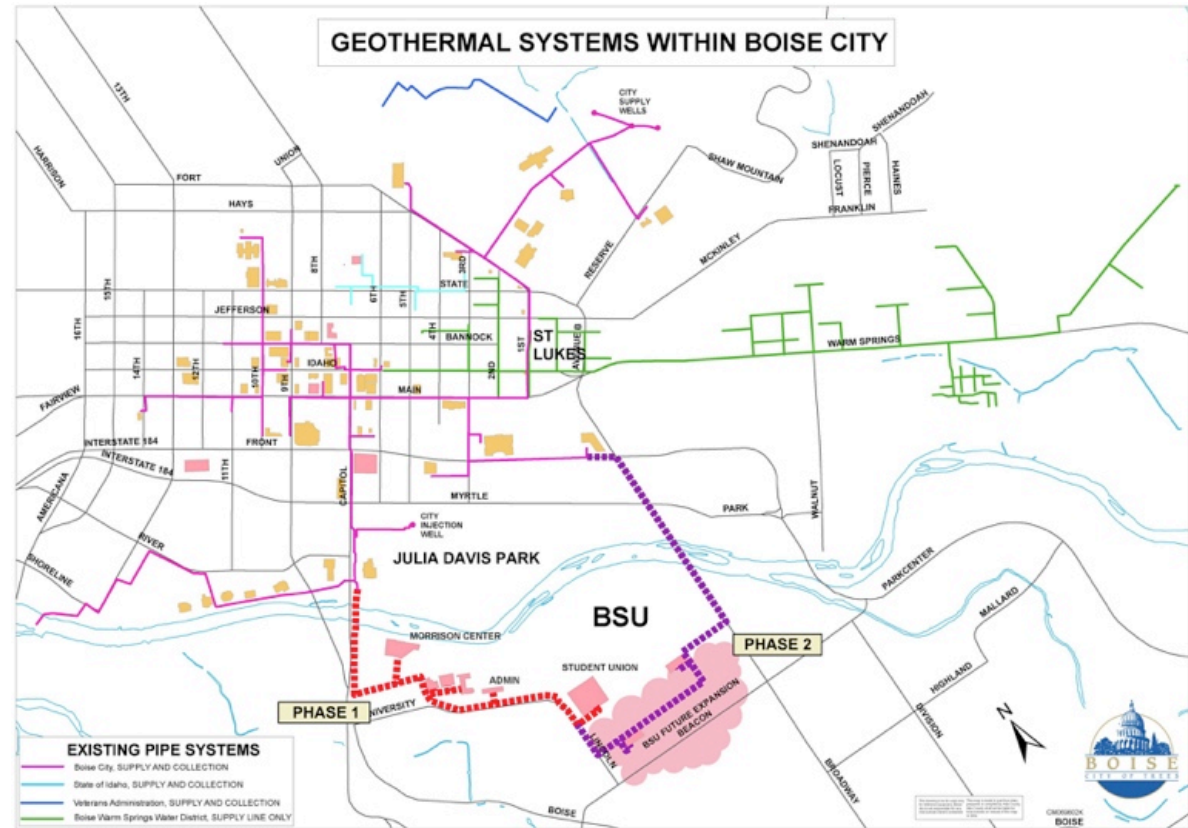 GEOTHERMAL SYSTEMS WITHIN BOISE CITY
13TH
HARRISON
UNION
FORT
HAYS
CITY
SUPPLY
WELLS
SHENANDOAH
SHENANDOAH
SHAW MOUNTAIN
LOCUST
PIERCE
HAINES
FRANKLIN
RESERVE
MCKINLEY
8TH
3RD
STATE
15TH
6TH
5TH
JEFFERSON
16TH
4TH
BANNOCK
1ST
ST
LUKES
AVENUE B
WARM SPRINGS
14TH
12TH
10TH
9TH
IDAHO
2ND
MAIN
FAIRVIEW
INTERSTATE 184
FRONT
INTERSTATE 184
11TH
CAPITOL
MYRTLE
AMERICANA
PARK
WALNUT
CITY
INJECTION
WELL
RIVER
SHORELINE
JULIA DAVIS PARK
PARKCENTER
MALLARD
BSU
MORRISON CENTER
PHASE 2
STUDENT UNION
ADMIN
HIGHLAND
PHASE 1
NIVERSITY
BSU FUTURE EXPANSION
BEACON
LINCOLN
DIVISION
BROADWAY
BOISE
N
EXISTING PIPE SYSTEMS
Boise City, SUPPLY AND COLLECTION
State of Idaho, SUPPLY AND COLLECTION
Veterans Administration, SUPPLY AND COLLECTION
Boise Warm Springs Water District, SUPPLY LINE ONLY
BOISE
CITY OF TREES
BOISE